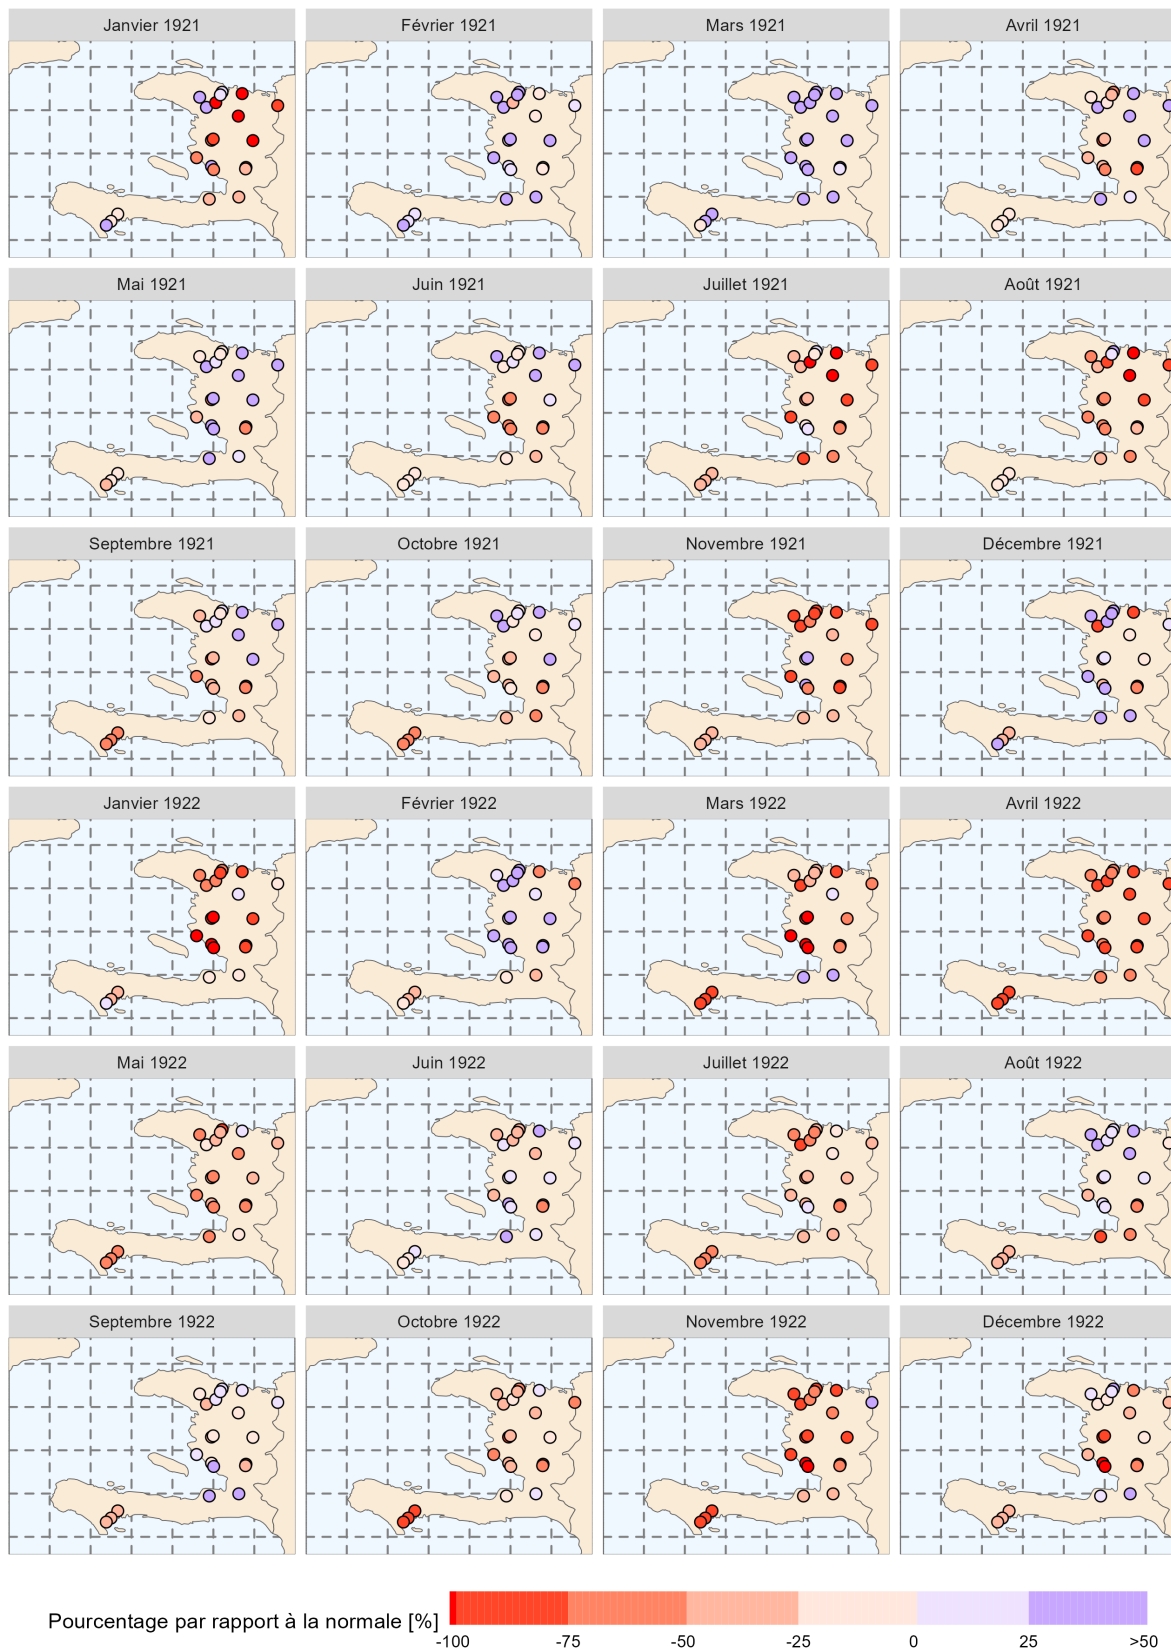 Janvier 1921
Février 1921
Mars 1921
Avril 1921
Mai 1921
Juin 1921
Juillet 1921
Août 1921
Septembre 1921
Octobre 1921
Novembre 1921
Décembre 1921
Janvier 1922
Février 1922
Mars 1922
Avril 1922
Mai 1922
Juin 1922
Juillet 1922
Août 1922
Septembre 1922
Octobre 1922
Novembre 1922
Décembre 1922
Pourcentage par rapport à la normale [%]
-100 -75 -50 -25 0 25 >50